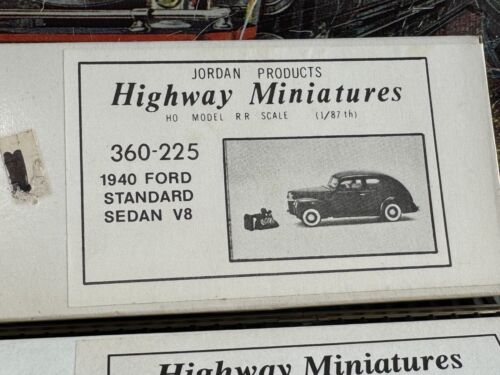 JORDAN PRODUCTS
Highway Miniatures
HO MODEL RR SCALE (1/87th)
360-225
1940 FORD
STANDARD
SEDAN V8
Highway Miniatures